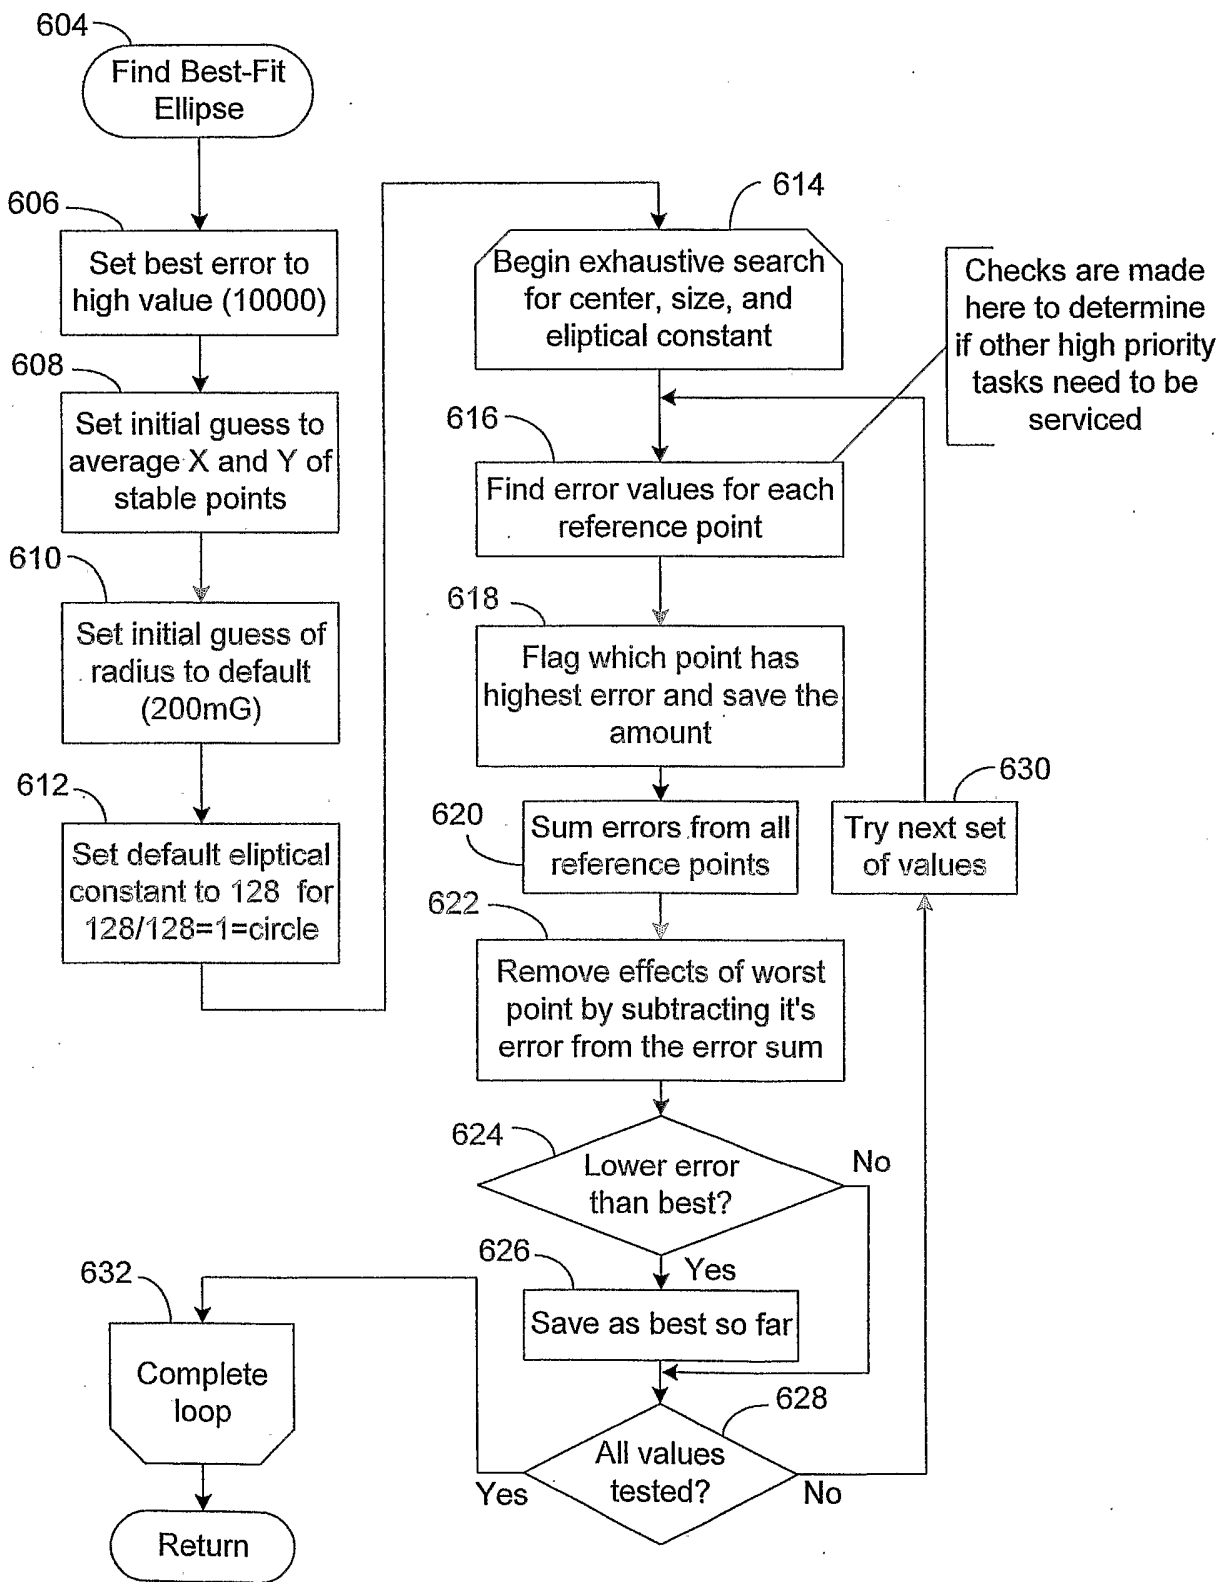 604
Find Best-Fit
Ellipse
606
Set best error to
high value (10000)
608
Set initial guess to
average X and Y of
stable points
610
Set initial guess of
radius to default
(200mG)
612
Set default eliptical
constant to 128 for
128/128=1=circle
614
Begin exhaustive search
for center, size, and
eliptical constant
Checks are made
here to determine
if other high priority
tasks need to be
serviced
616
Find error values for each
reference point
618
Flag which point has
highest error and save the
amount
620
Sum errors from all
reference points
630
Try next set
of values
622
Remove effects of worst
point by subtracting it's
error from the error sum
624
Lower error
than best?
No
Yes
626
Save as best so far
628
All values
tested?
Yes
No
632
Complete
loop
Return